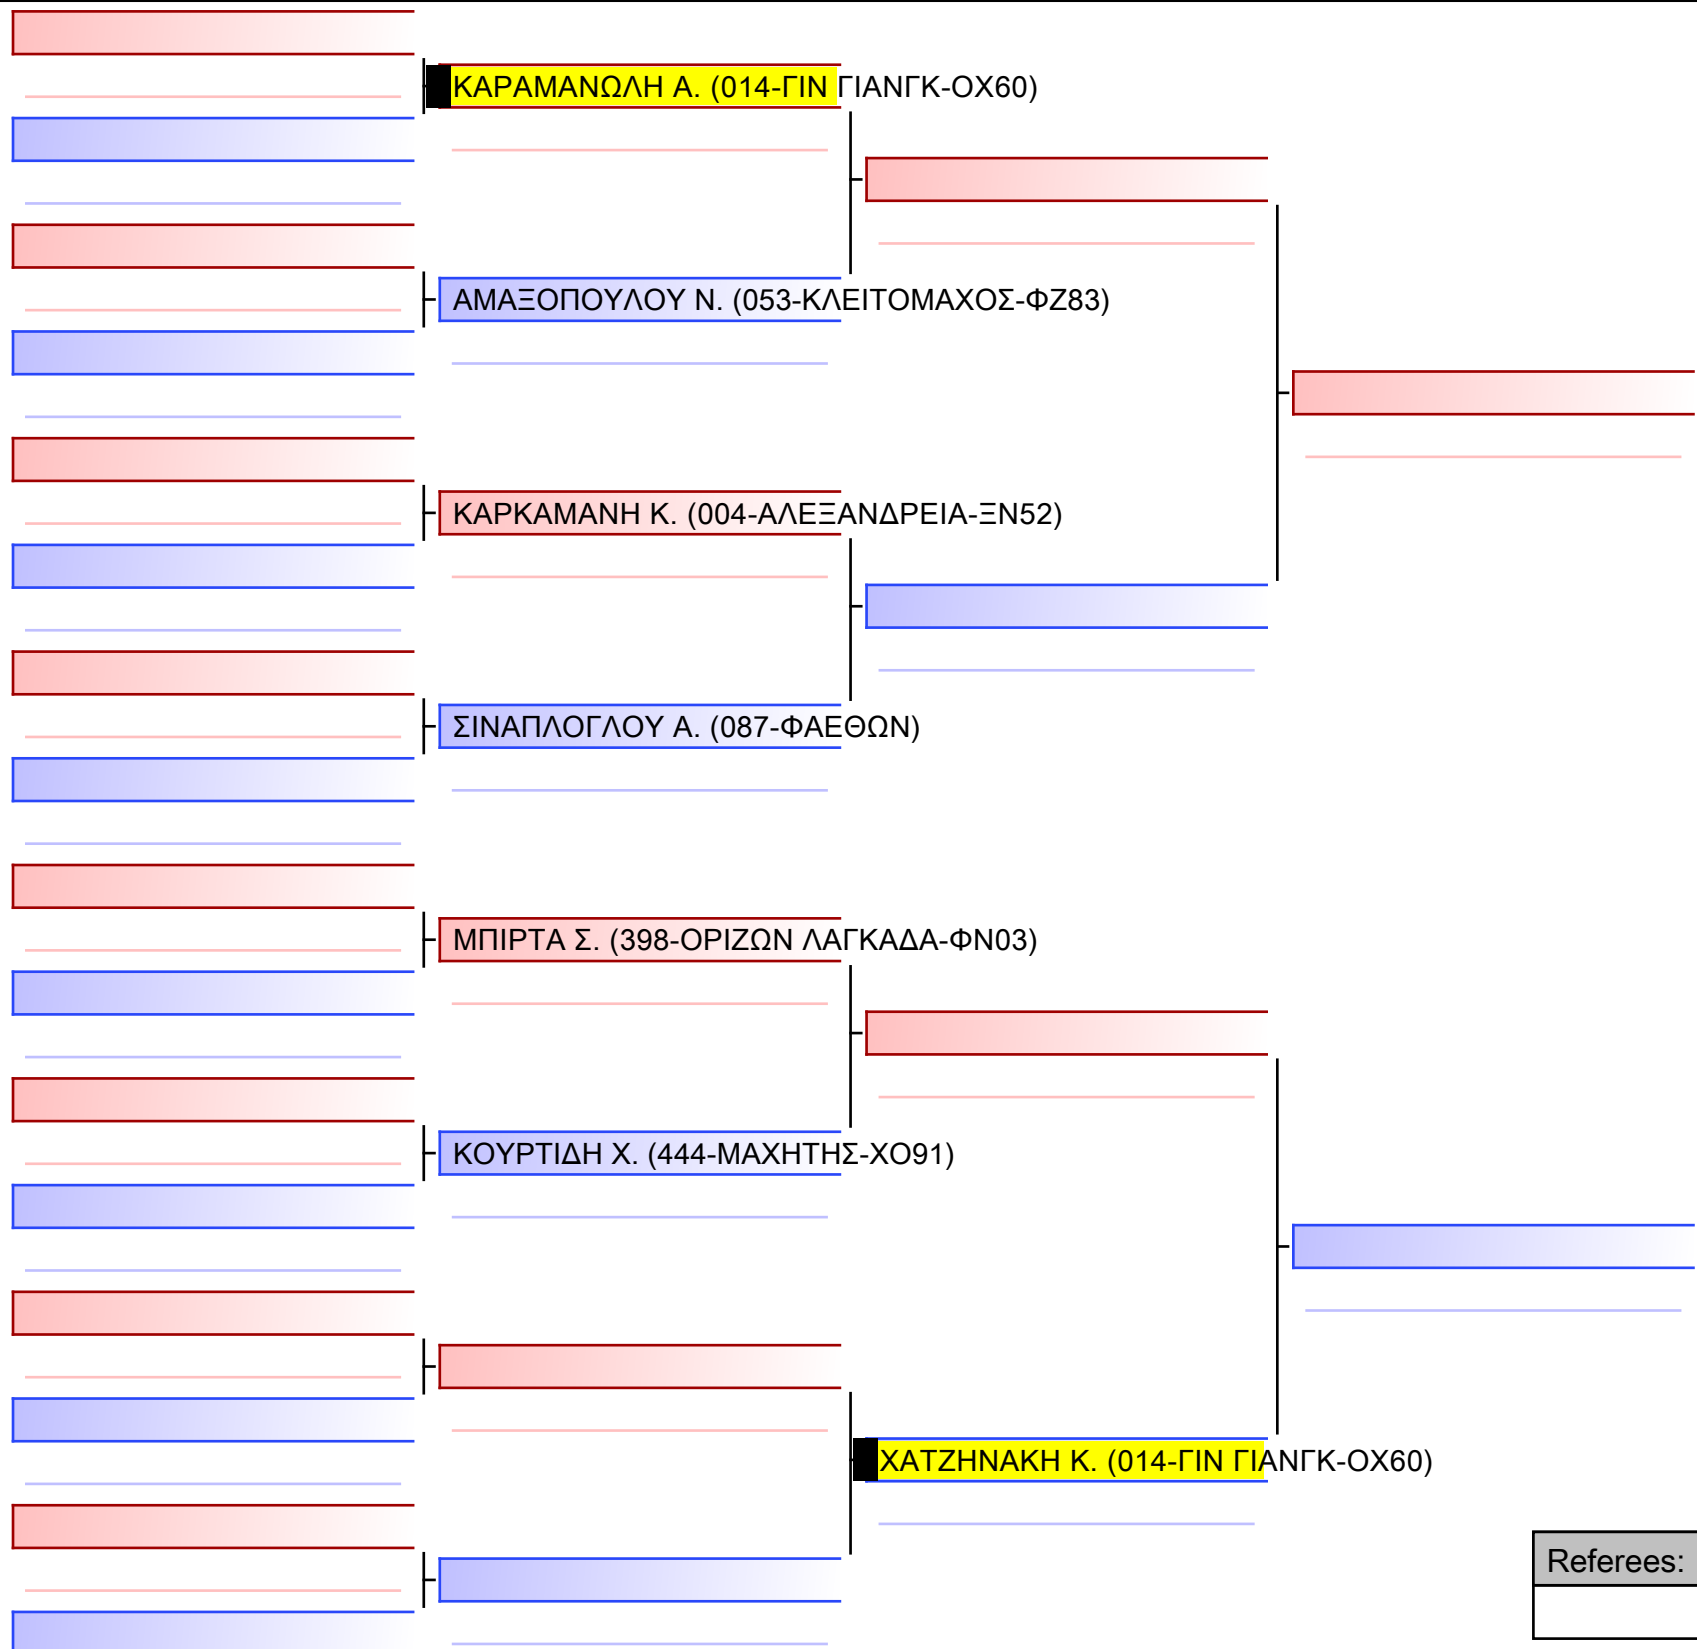 ΚΑΡΑΜΑΝΩΛΗ Α. (014-ΓΙΝ ΓΙΑΝΓΚ-ΟΧ60)
ΑΜΑΞΟΠΟΥΛΟΥ Ν. (053-ΚΛΕΙΤΟΜΑΧΟΣ-ΦΖ83)
ΚΑΡΚΑΜΑΝΗ Κ. (004-ΑΛΕΞΑΝΔΡΕΙΑ-ΞΝ52)
ΣΙΝΑΠΛΟΓΛΟΥ Α. (087-ΦΑΕΘΩΝ)
ΜΠΙΡΤΑ Σ. (398-ΟΡΙΖΩΝ ΛΑΓΚΑΔΑ-ΦΝ03)
ΚΟΥΡΤΙΔΗ Χ. (444-ΜΑΧΗΤΗΣ-ΧΟ91)
ΧΑΤΖΗΝΑΚΗ Κ. (014-ΓΙΝ ΓΙΑΝΓΚ-ΟΧ60)
Referees: